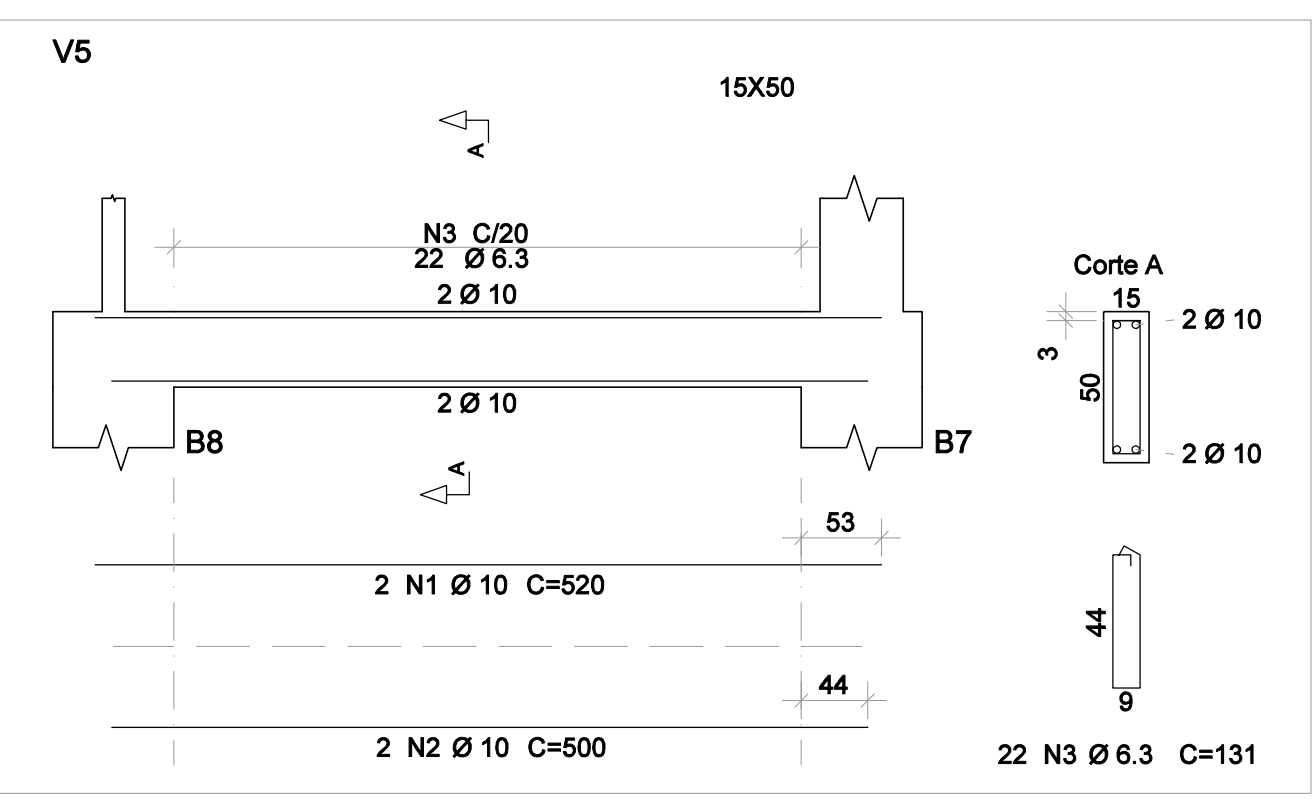 V5
15X50
A
N3 C/20
22 Ø 6.3
2 Ø 10
2 Ø 10
B8
B7
A
53
2 N1 Ø 10 C=520
44
2 N2 Ø 10 C=500
Corte A
15
2 Ø 10
3
50
2 Ø 10
44
9
22 N3 Ø 6.3 C=131